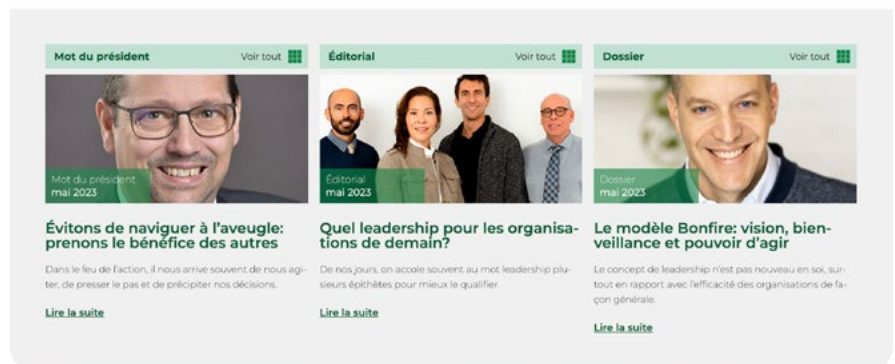 Mot du président
Voir tout
Mot du président
mai 2023
Évitons de naviguer à l'aveugle:
prenons le bénéfice des autres
Dans le feu de l'action, il nous arrive souvent de nous agi-
ter, de presser le pas et de précipiter nos décisions.
Lire la suite
Éditorial
Voir tout
Éditorial
mai 2023
Quel leadership pour les organisa-
tions de demain?
De nos jours, on accole souvent au mot leadership plu-
sieurs épithètes pour mieux le qualifier.
Lire la suite
Dossier
Voir tout
Dossier
mai 2023
Le modèle Bonfire: vision, bien-
veillance et pouvoir d'agir
Le concept de leadership n'est pas nouveau en soi, sur-
tout en rapport avec l'efficacité des organisations de fa-
çon générale.
Lire la suite